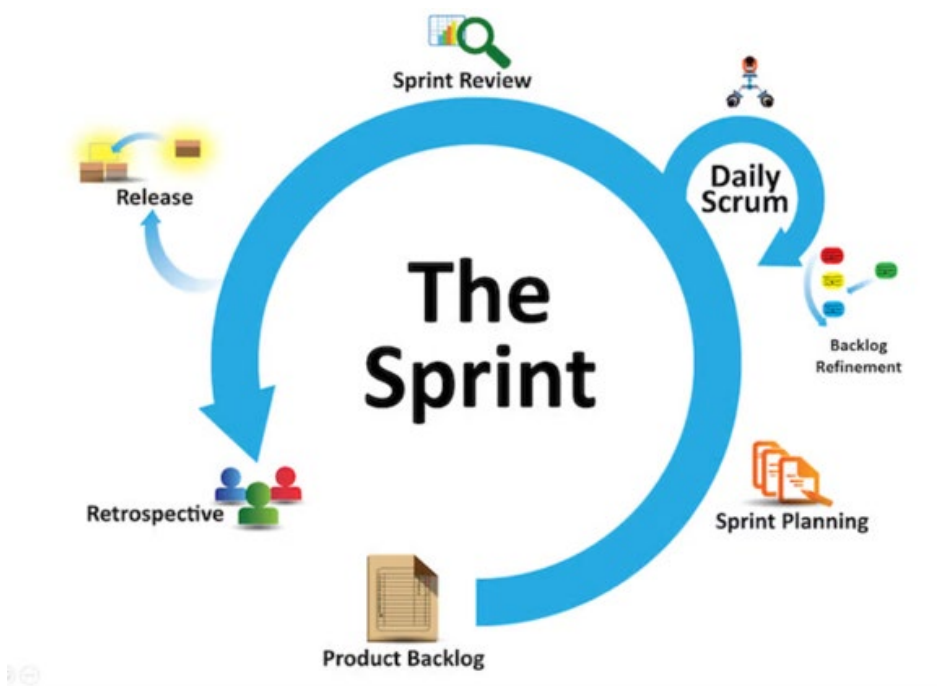 Sprint Review
Daily
Scrum
Release
The
Sprint
Backlog
Refinement
Sprint Planning
Retrospective
Product Backlog